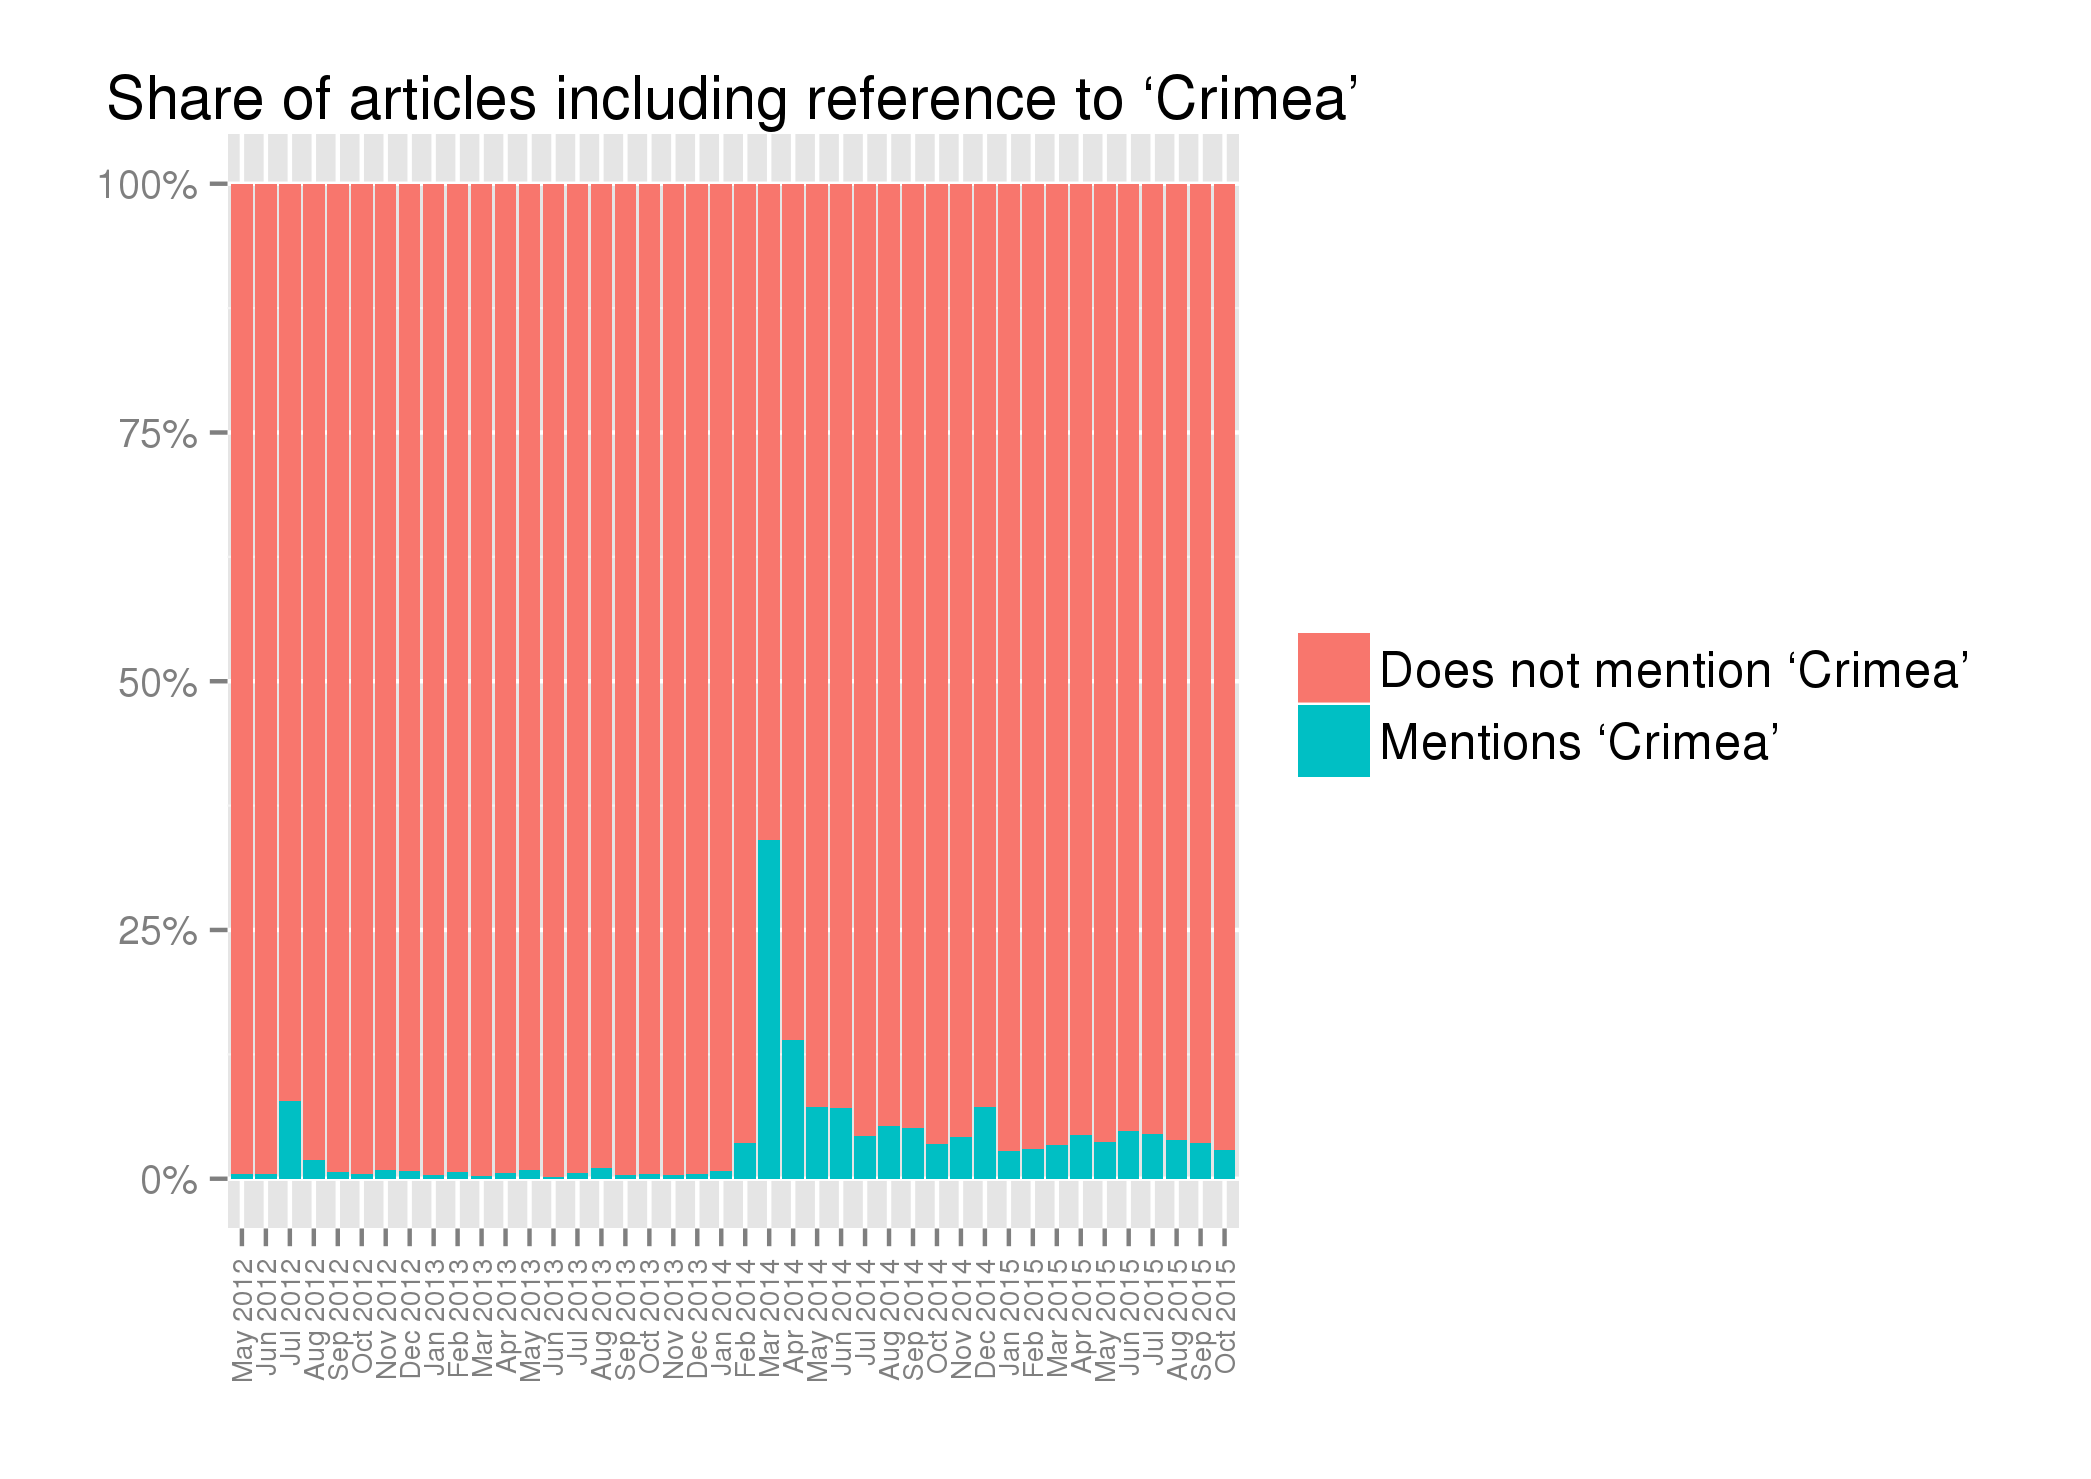 Share of articles including reference to ‘Crimea’
100%
75%
50%
25%
0%
Does not mention ‘Crimea’
Mentions ‘Crimea’
May 2012
Jun 2012
Jul 2012
Aug 2012
Sep 2012
Oct 2012
Nov 2012
Dec 2012
Jan 2013
Feb 2013
Mar 2013
Apr 2013
May 2013
Jun 2013
Jul 2013
Aug 2013
Sep 2013
Oct 2013
Nov 2013
Dec 2013
Jan 2014
Feb 2014
Mar 2014
Apr 2014
May 2014
Jun 2014
Jul 2014
Aug 2014
Sep 2014
Oct 2014
Nov 2014
Dec 2014
Jan 2015
Feb 2015
Mar 2015
Apr 2015
May 2015
Jun 2015
Jul 2015
Aug 2015
Sep 2015
Oct 2015